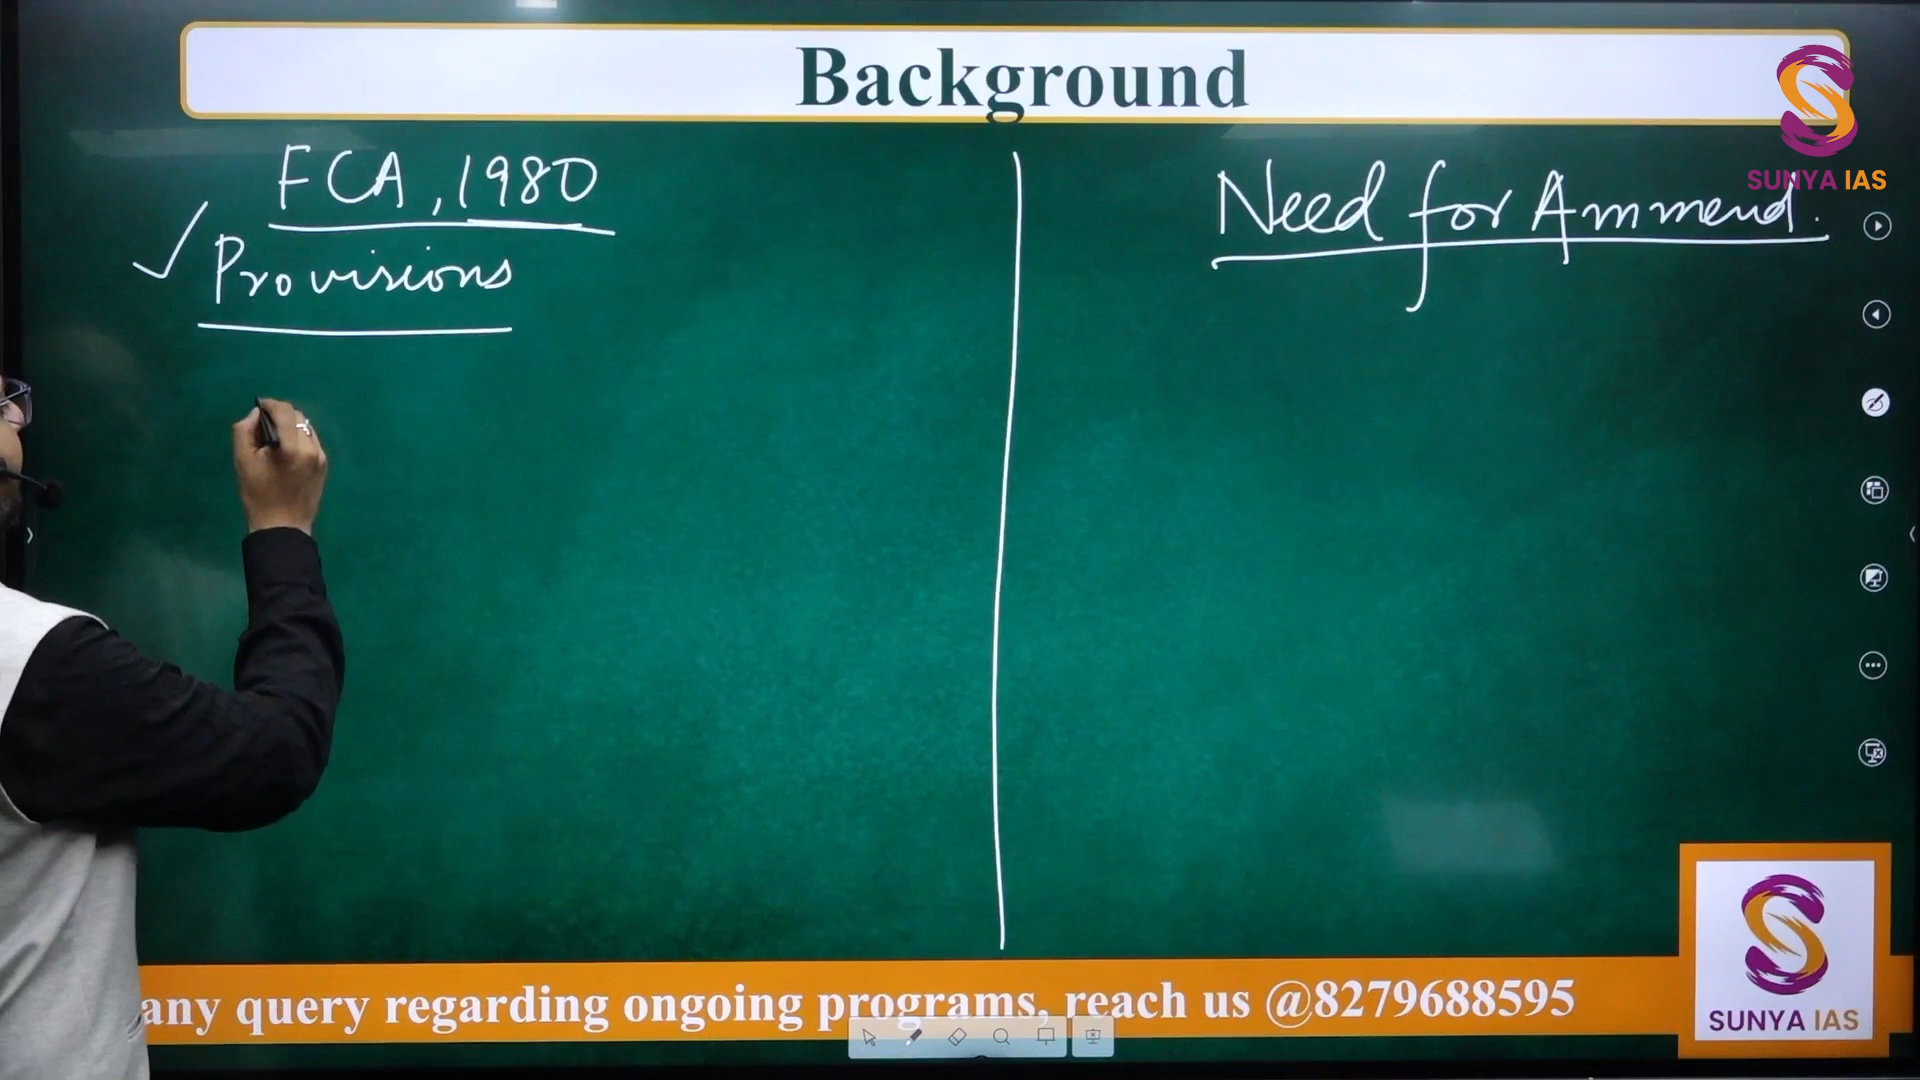 Background
FCA, 1980
Provisions
Need for Ammend.
SUNYA IAS
any query regarding ongoing programs, reach us @8279688595
SUNYA IAS